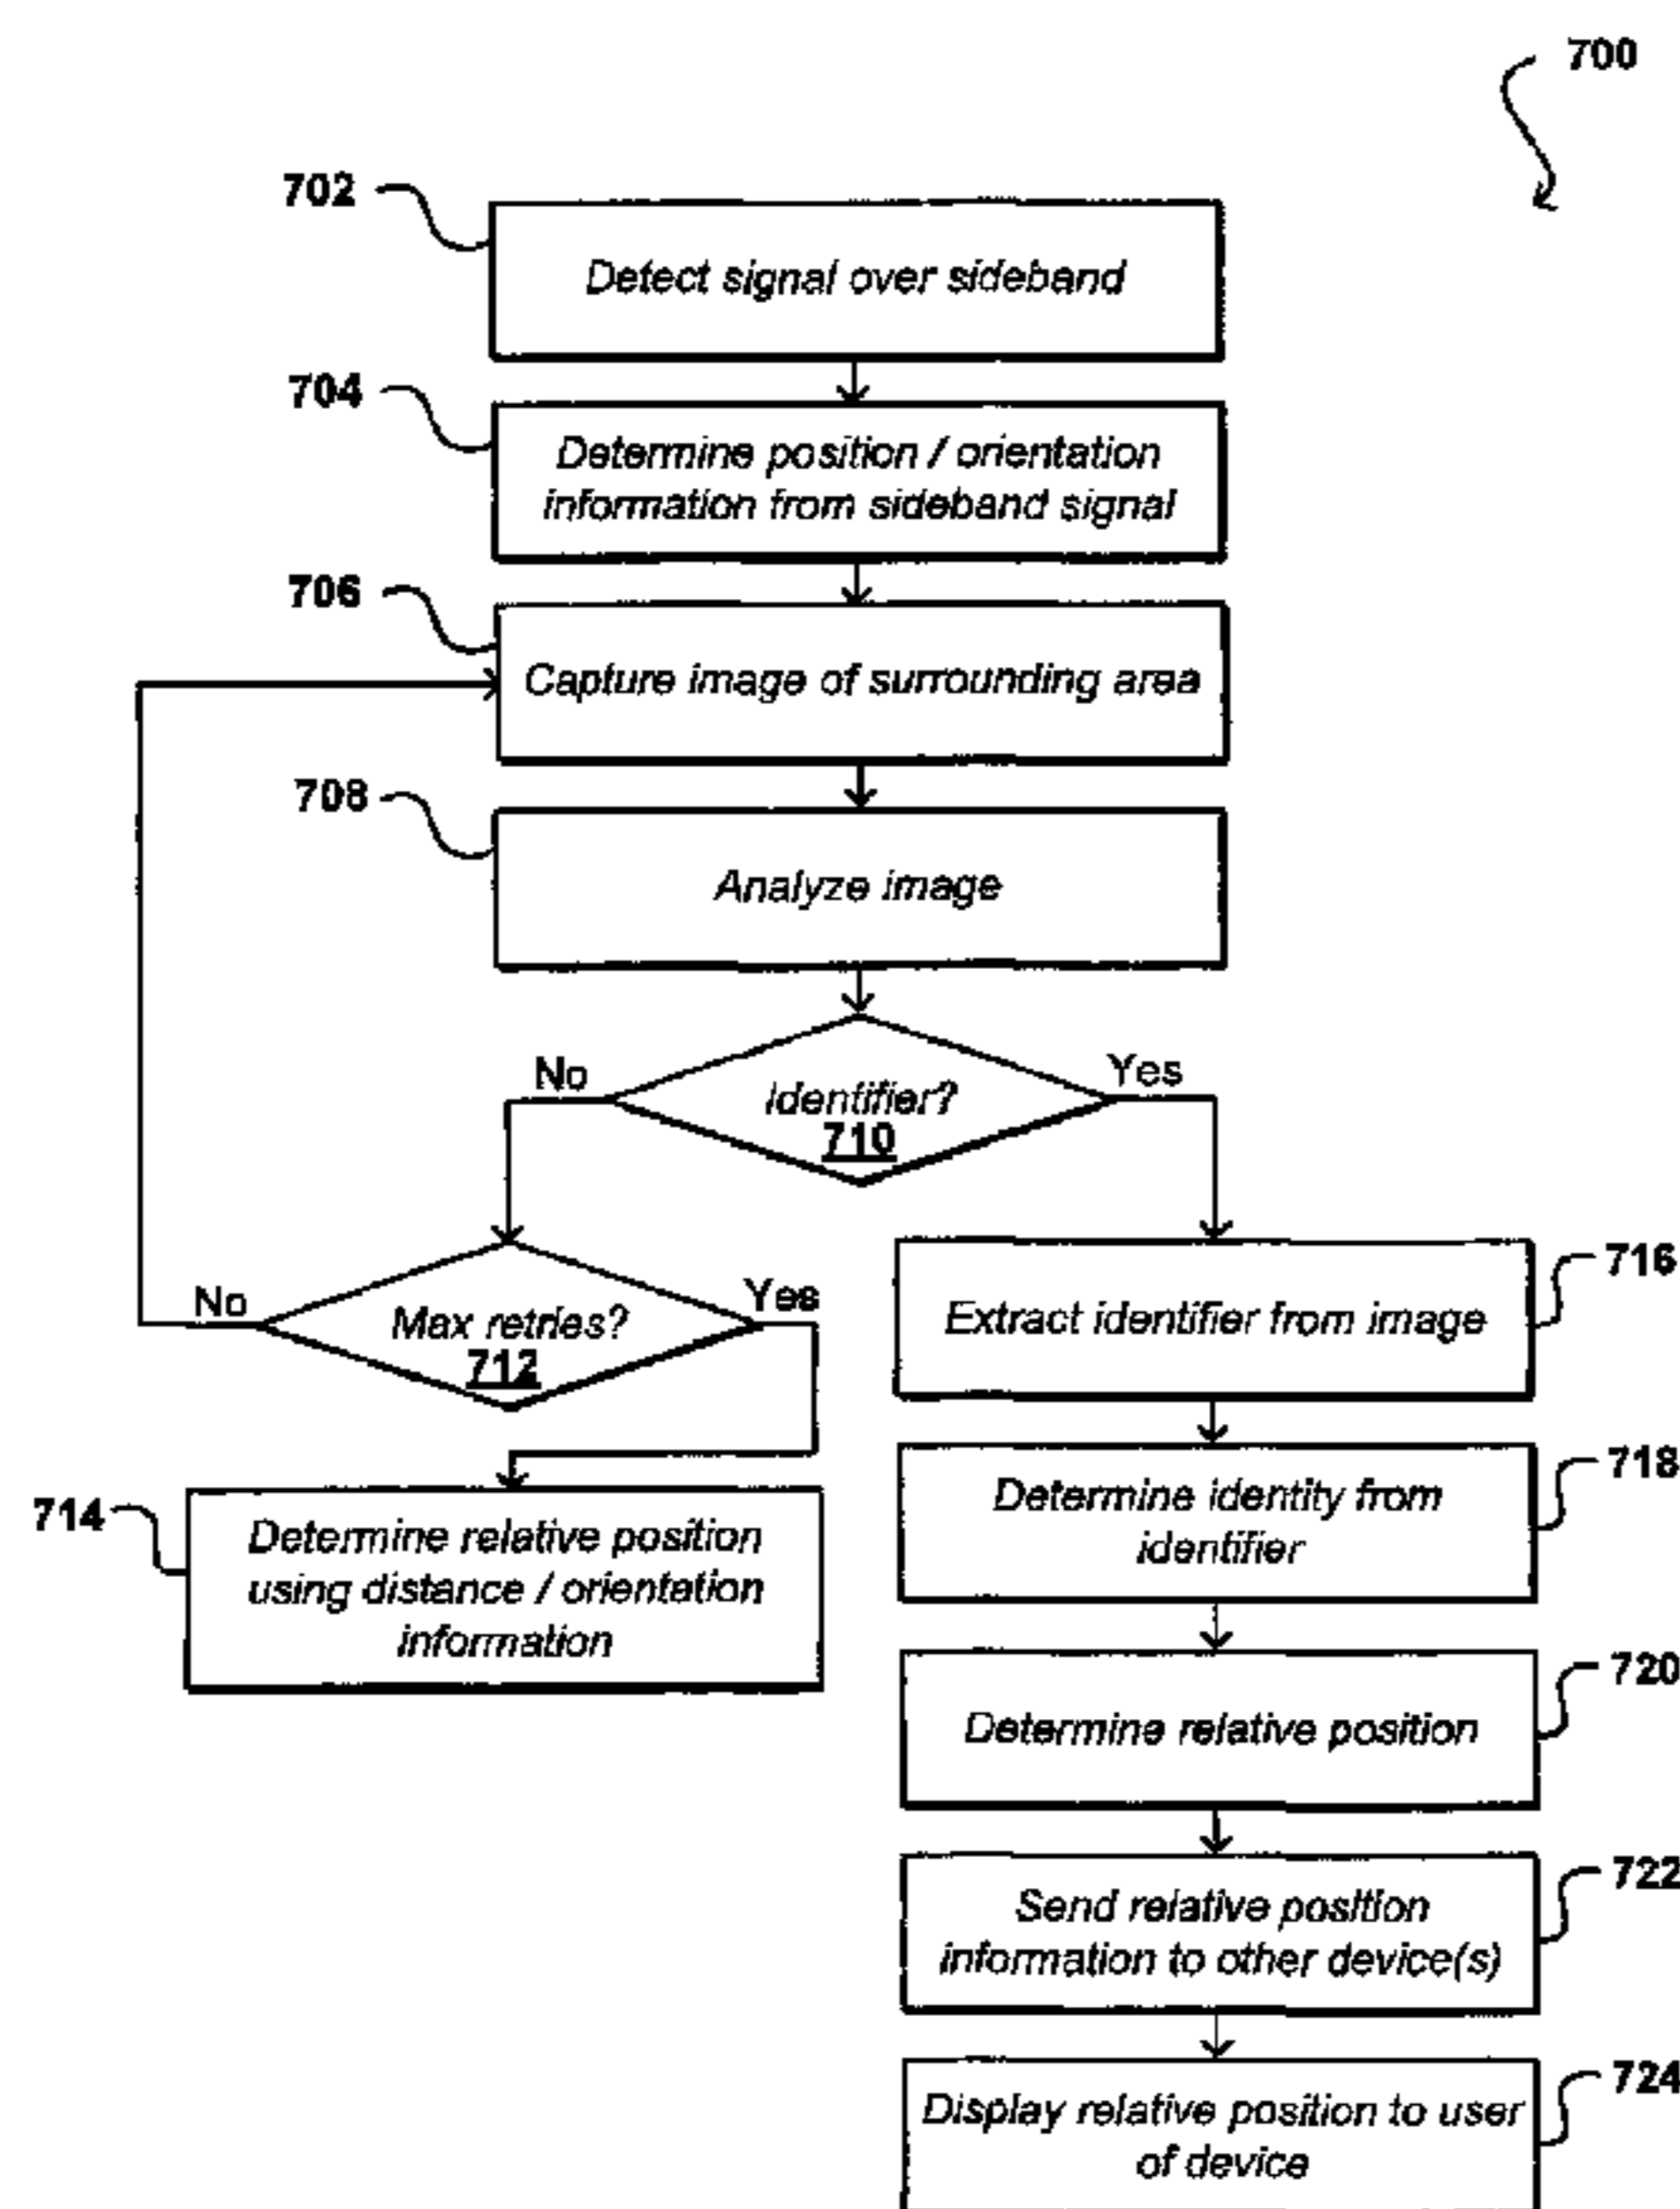 700
702
Detect signal over sideband
704
Determine position / orientation
information from sideband signal
706
Capture image of surrounding area
708
Analyze image
No
Yes
Identifier?
710
No
Yes
Max retries?
712
716
Extract identifier from image
718
Determine identity from
identifier
714
Determine relative position
using distance / orientation
information
720
Determine relative position
722
Send relative position
information to other device(s)
724
Display relative position to user
of device